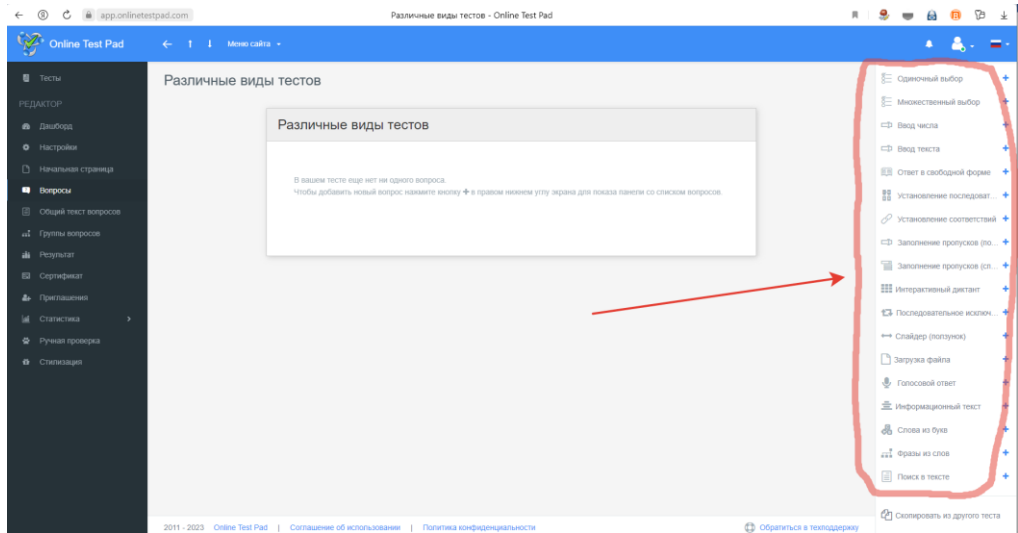 app.onlinetestpad.com
Различные виды тестов - Online Test Pad
Online Test Pad
Меню сайта
Тесты
РЕДАКТОР
Дашборд
Настройки
Начальная страница
Вопросы
Общий текст вопросов
Группы вопросов
Результат
Сертификат
Приглашения
Статистика
Ручная проверка
Стилизация
Различные виды тестов
Различные виды тестов
В вашем тесте еще нет ни одного вопроса.
Чтобы добавить новый вопрос нажмите кнопку + в правом нижнем углу экрана для показа панели со списком вопросов.
Одиночный выбор
Множественный выбор
Ввод числа
Ввод текста
Ответ в свободной форме
Установление последоват...
Установление соответствий
Заполнение пропусков (по...
Заполнение пропусков (сп...
Интерактивный диктант
Последовательное исключ...
Слайдер (ползунок)
Загрузка файла
Голосовой ответ
Информационный текст
Слова из букв
Фразы из слов
Поиск в тексте
Скопировать из другого теста
2011 - 2023 Online Test Pad | Соглашение об использовании | Политика конфиденциальности
Обратиться в техподдержку